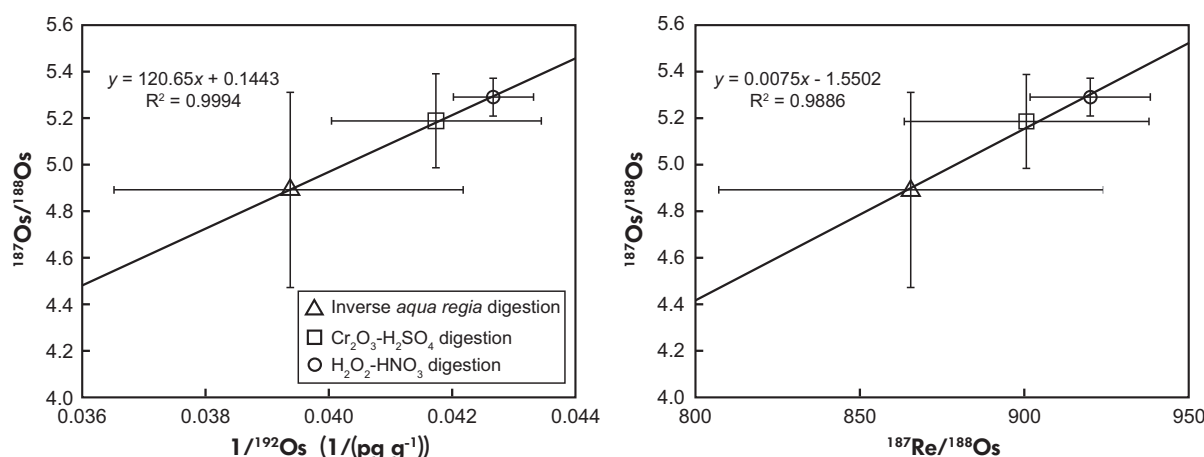 5.6
5.4
5.2
5.0
4.8
4.6
4.4
4.2
4.0
¹⁸⁷Os/¹⁸⁸Os
y = 120.65x + 0.1443
R² = 0.9994
Inverse aqua regia digestion
Cr₂O₃-H₂SO₄ digestion
H₂O₂-HNO₃ digestion
0.036 0.038 0.040 0.042 0.044
1/¹⁹²Os (1/(pg g⁻¹))
5.6
5.4
5.2
5.0
4.8
4.6
4.4
4.2
4.0
¹⁸⁷Os/¹⁸⁸Os
y = 0.0075x - 1.5502
R² = 0.9886
800 850 900 950
¹⁸⁷Re/¹⁸⁸Os